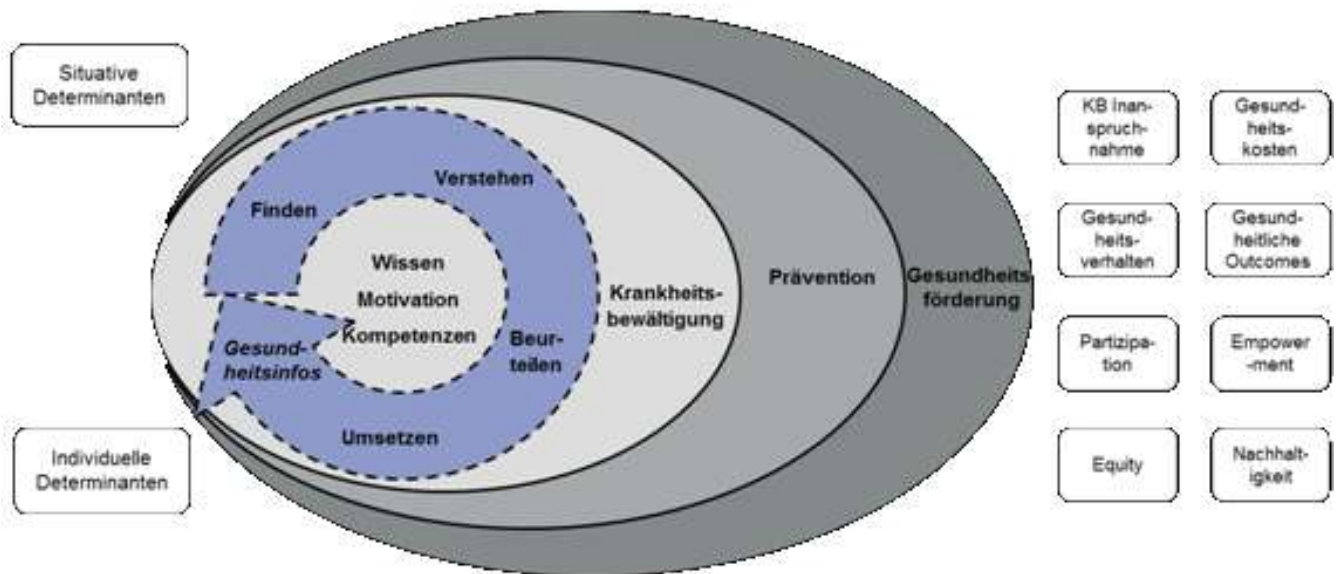 Situative
Determinanten
Individuelle
Determinanten
Finden
Verstehen
Wissen
Motivation
Kompetenzen
Beur-
teilen
Gesund-
heitsinfos
Umsetzen
Krankheits-
bewältigung
Prävention
Gesundheits
förderung
KB Inan-
spruch-
nahme
Gesund-
heits-
kosten
Gesund-
heits-
verhalten
Gesund-
heitliche
Outcomes
Partizipa-
tion
Empower
-ment
Equity
Nachhalt-
igkeit